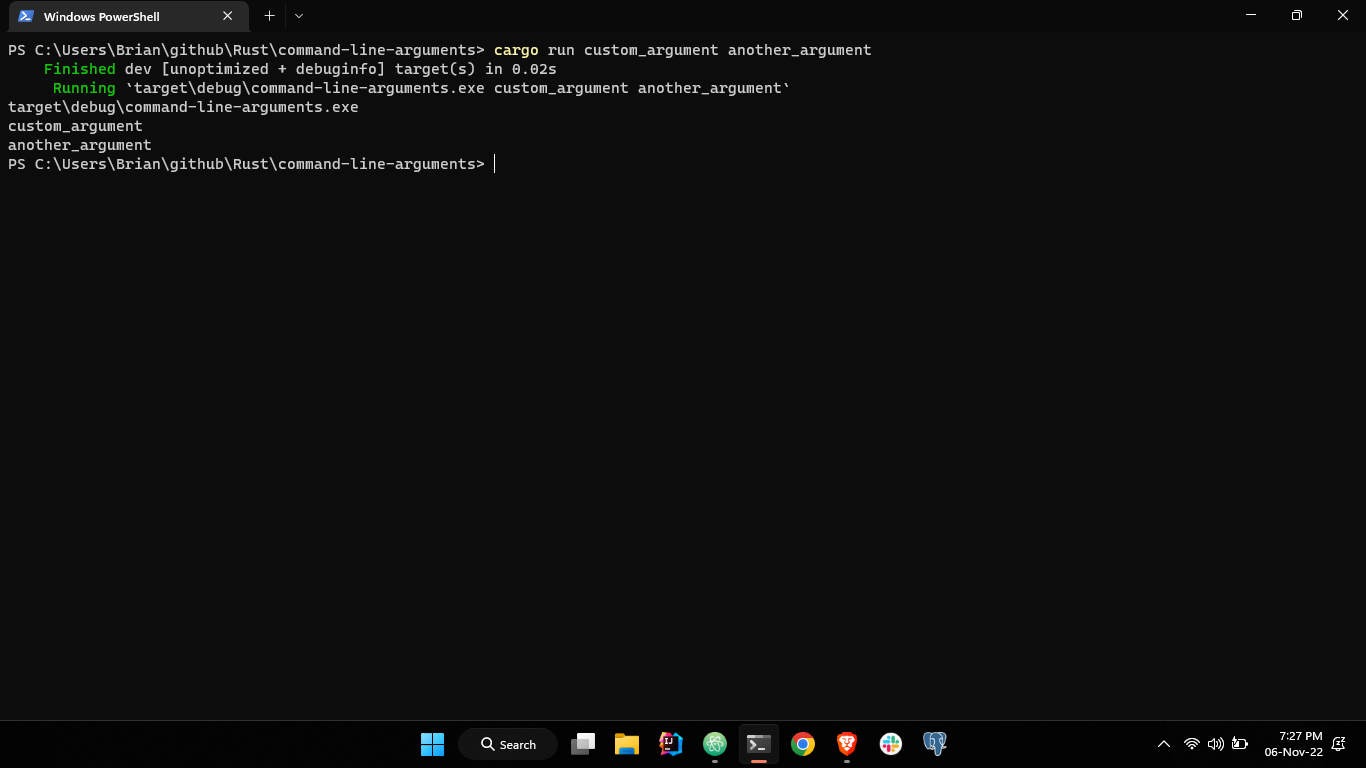 Windows PowerShell
PS C:\Users\Brian\github\Rust\command-line-arguments> cargo run custom_argument another_argument
    Finished dev [unoptimized + debuginfo] target(s) in 0.02s
     Running `target\debug\command-line-arguments.exe custom_argument another_argument`
target\debug\command-line-arguments.exe
custom_argument
another_argument
PS C:\Users\Brian\github\Rust\command-line-arguments>
Search
7:27 PM
06-Nov-22